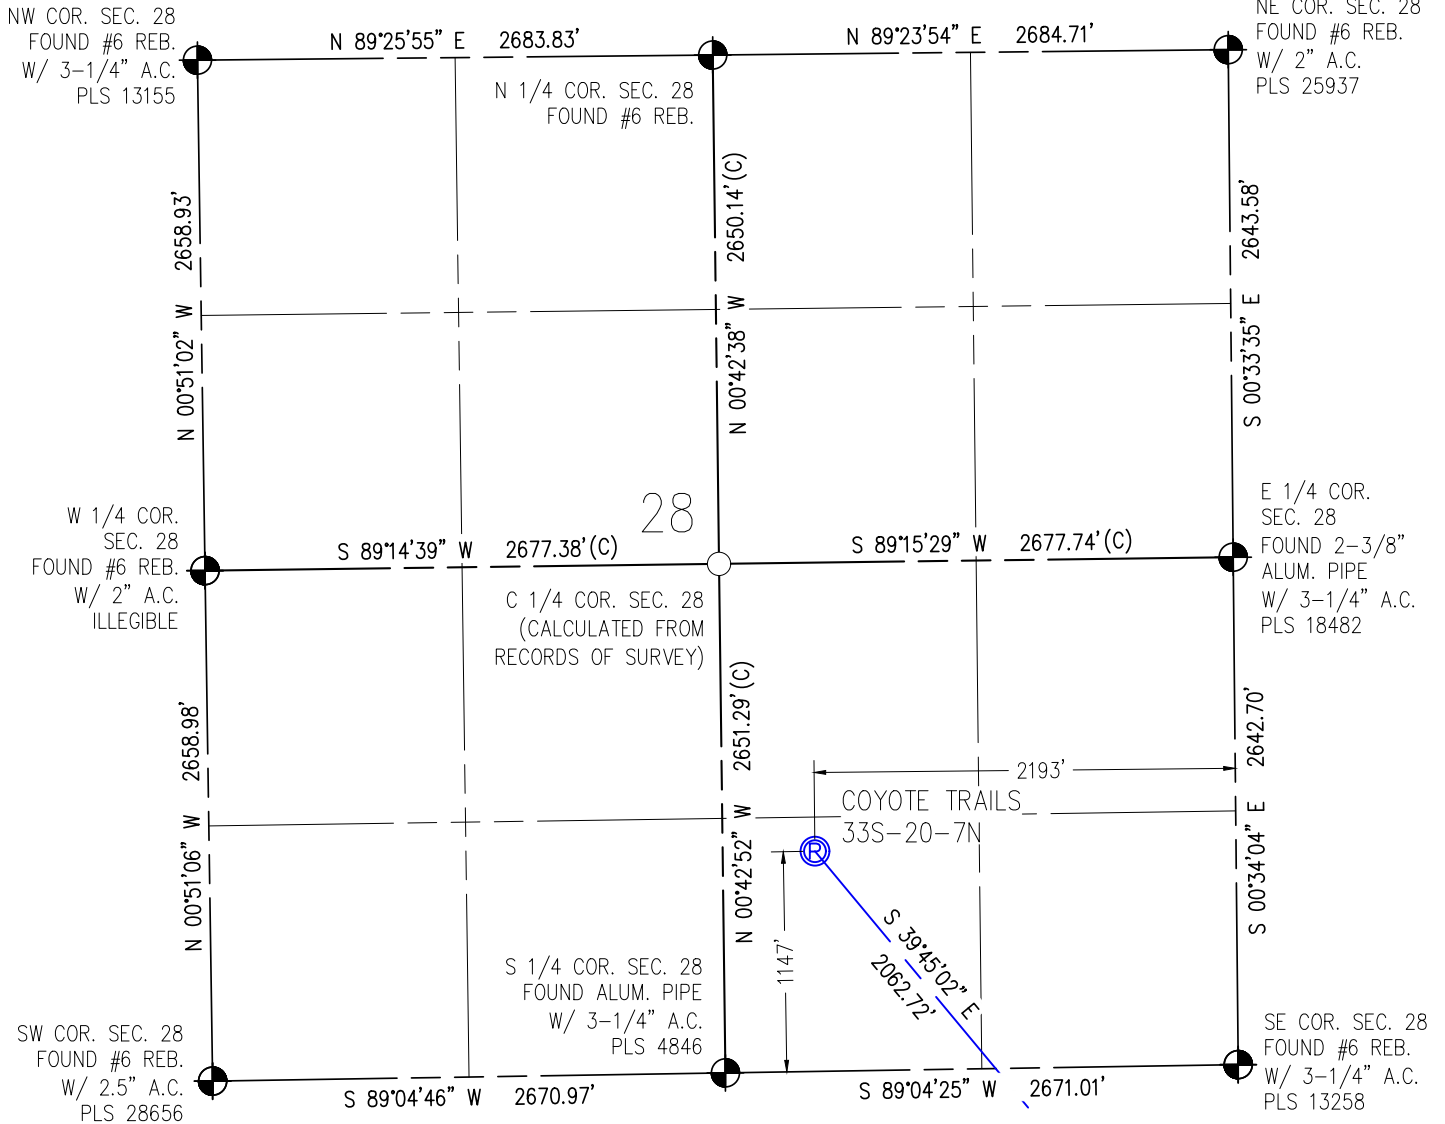 NW COR. SEC. 28
FOUND #6 REB.
W/ 3-1/4" A.C.
PLS 13155
N 89°25'55" E 2683.83'
N 1/4 COR. SEC. 28
FOUND #6 REB.
N 89°23'54" E 2684.71'
NE COR. SEC. 28
FOUND #6 REB.
W/ 2" A.C.
PLS 25937
N 00°51'02" W 2658.93'
N 00°42'38" W 2650.14'(C)
S 00°33'35" E 2643.58'
28
W 1/4 COR.
SEC. 28
FOUND #6 REB.
W/ 2" A.C.
ILLEGIBLE
S 89°14'39" W 2677.38'(C)
S 89°15'29" W 2677.74'(C)
E 1/4 COR.
SEC. 28
FOUND 2-3/8"
ALUM. PIPE
W/ 3-1/4" A.C.
PLS 18482
C 1/4 COR. SEC. 28
(CALCULATED FROM
RECORDS OF SURVEY)
N 00°51'06" W 2658.98'
N 00°42'52" W 2651.29'(C)
S 00°34'04" E 2642.70'
2193'
COYOTE TRAILS
33S-20-7N
R
1147'
S 39°45'02" E
2062.72'
S 1/4 COR. SEC. 28
FOUND ALUM. PIPE
W/ 3-1/4" A.C.
PLS 4846
SW COR. SEC. 28
FOUND #6 REB.
W/ 2.5" A.C.
PLS 28656
S 89°04'46" W 2670.97'
S 89°04'25" W 2671.01'
SE COR. SEC. 28
FOUND #6 REB.
W/ 3-1/4" A.C.
PLS 13258